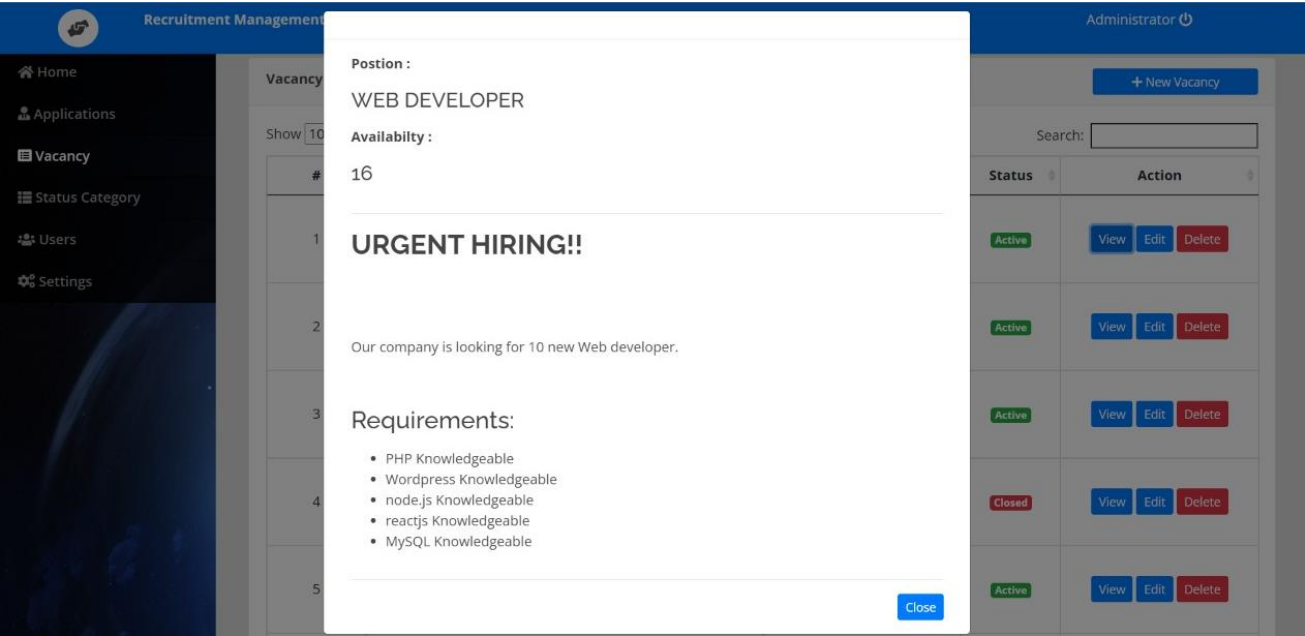 Recruitment Management
Administrator
Home
Applications
Vacancy
Status Category
Users
Settings
Vacancy
+ New Vacancy
Show 10
Search:
# Status Action
1 Active View Edit Delete
2 Active View Edit Delete
3 Active View Edit Delete
4 Closed View Edit Delete
5 Active View Edit Delete
Postion :
WEB DEVELOPER
Availabilty :
16
URGENT HIRING!!
Our company is looking for 10 new Web developer.
Requirements:
• PHP Knowledgeable
• Wordpress Knowledgeable
• node.js Knowledgeable
• reactjs Knowledgeable
• MySQL Knowledgeable
Close